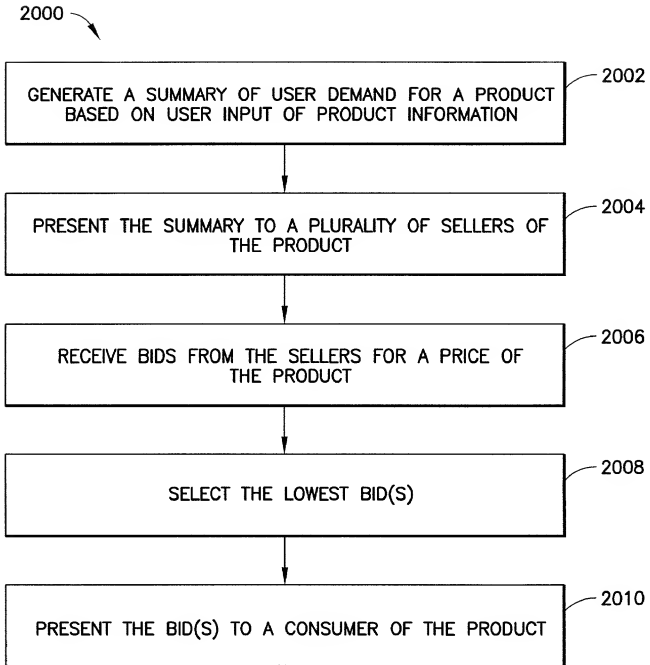 2000
GENERATE A SUMMARY OF USER DEMAND FOR A PRODUCT
BASED ON USER INPUT OF PRODUCT INFORMATION
2002
PRESENT THE SUMMARY TO A PLURALITY OF SELLERS OF
THE PRODUCT
2004
RECEIVE BIDS FROM THE SELLERS FOR A PRICE OF
THE PRODUCT
2006
SELECT THE LOWEST BID(S)
2008
PRESENT THE BID(S) TO A CONSUMER OF THE PRODUCT
2010